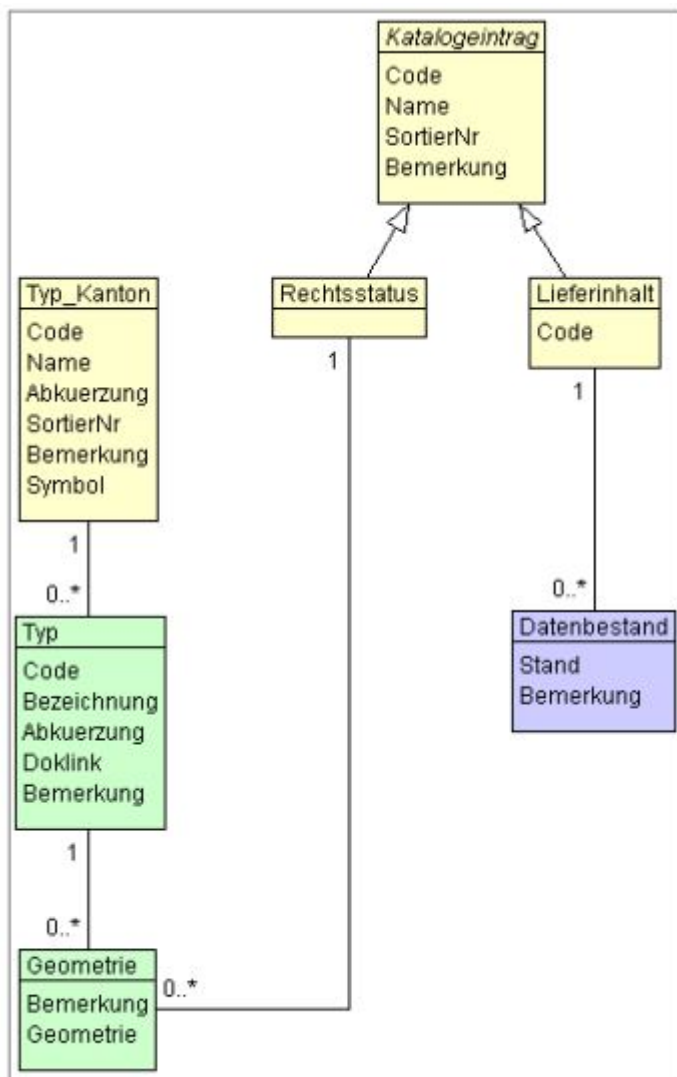 Katalogeintrag
Code
Name
SortierNr
Bemerkung
Typ_Kanton
Code
Name
Abkuerzung
SortierNr
Bemerkung
Symbol
Rechtsstatus
Lieferinhalt
Code
1
1
1
0..*
0..*
Typ
Code
Bezeichnung
Abkuerzung
Doklink
Bemerkung
Datenbestand
Stand
Bemerkung
1
0..*
Geometrie
Bemerkung
Geometrie
0..*